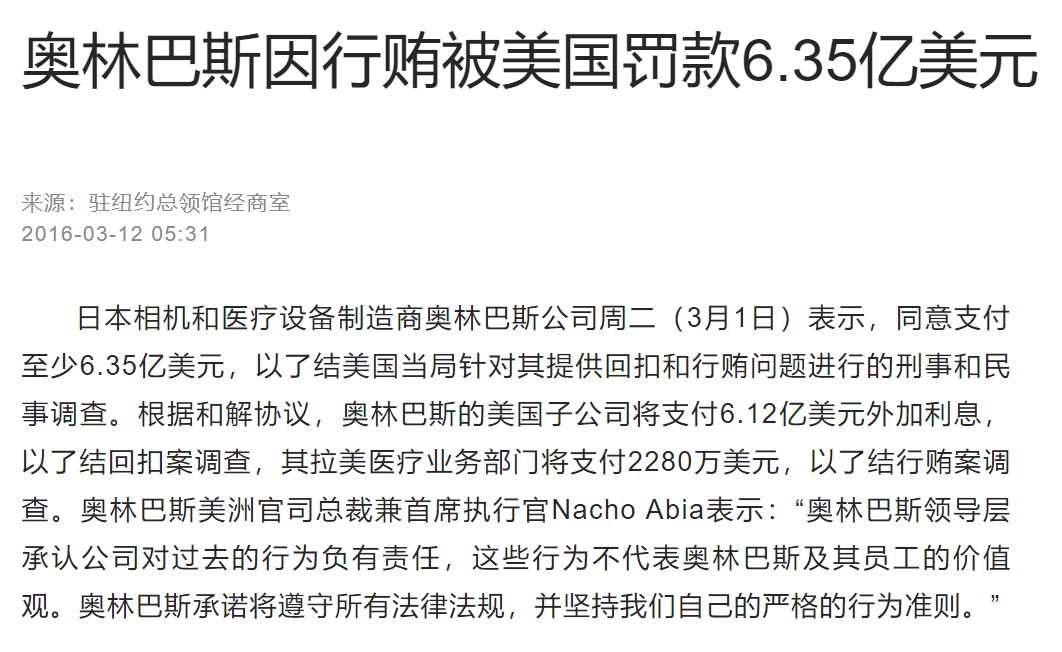 奥林巴斯因行贿被美国罚款6.35亿美元
来源：驻纽约总领馆经商室
2016-03-12 05:31
日本相机和医疗设备制造商奥林巴斯公司周二（3月1日）表示，同意支付
至少6.35亿美元，以了结美国当局针对其提供回扣和行贿问题进行的刑事和民
事调查。根据和解协议，奥林巴斯的美国子公司将支付6.12亿美元外加利息，
以了结回扣案调查，其拉美医疗业务部门将支付2280万美元，以了结行贿案调
查。奥林巴斯美洲官司总裁兼首席执行官Nacho Abia表示：“奥林巴斯领导层
承认公司对过去的行为负有责任，这些行为不代表奥林巴斯及其员工的价值
观。奥林巴斯承诺将遵守所有法律法规，并坚持我们自己的严格的行为准则。”